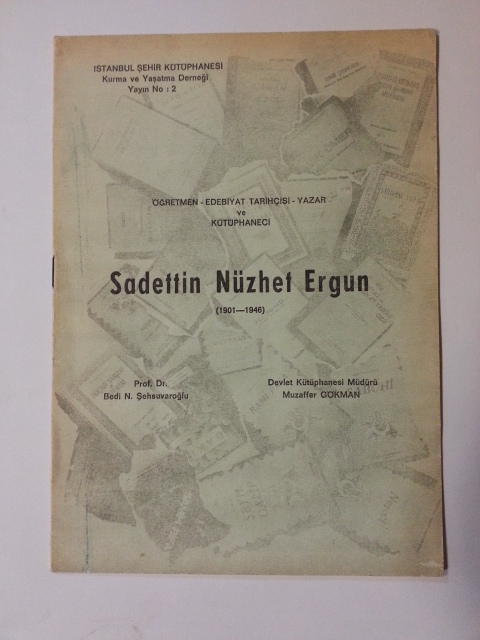 İSTANBUL ŞEHİR KÜTÜPHANESİ
Kurma ve Yaşatma Derneği
Yayın No : 2
ÖĞRETMEN - EDEBİYAT TARİHÇİSİ - YAZAR
ve
KÜTÜPHANECİ
Sadettin Nüzhet Ergun
(1901—1946)
Prof. Dr.
Bedi N. Şehsuvaroğlu
Devlet Kütüphanesi Müdürü
Muzaffer GÖKMAN